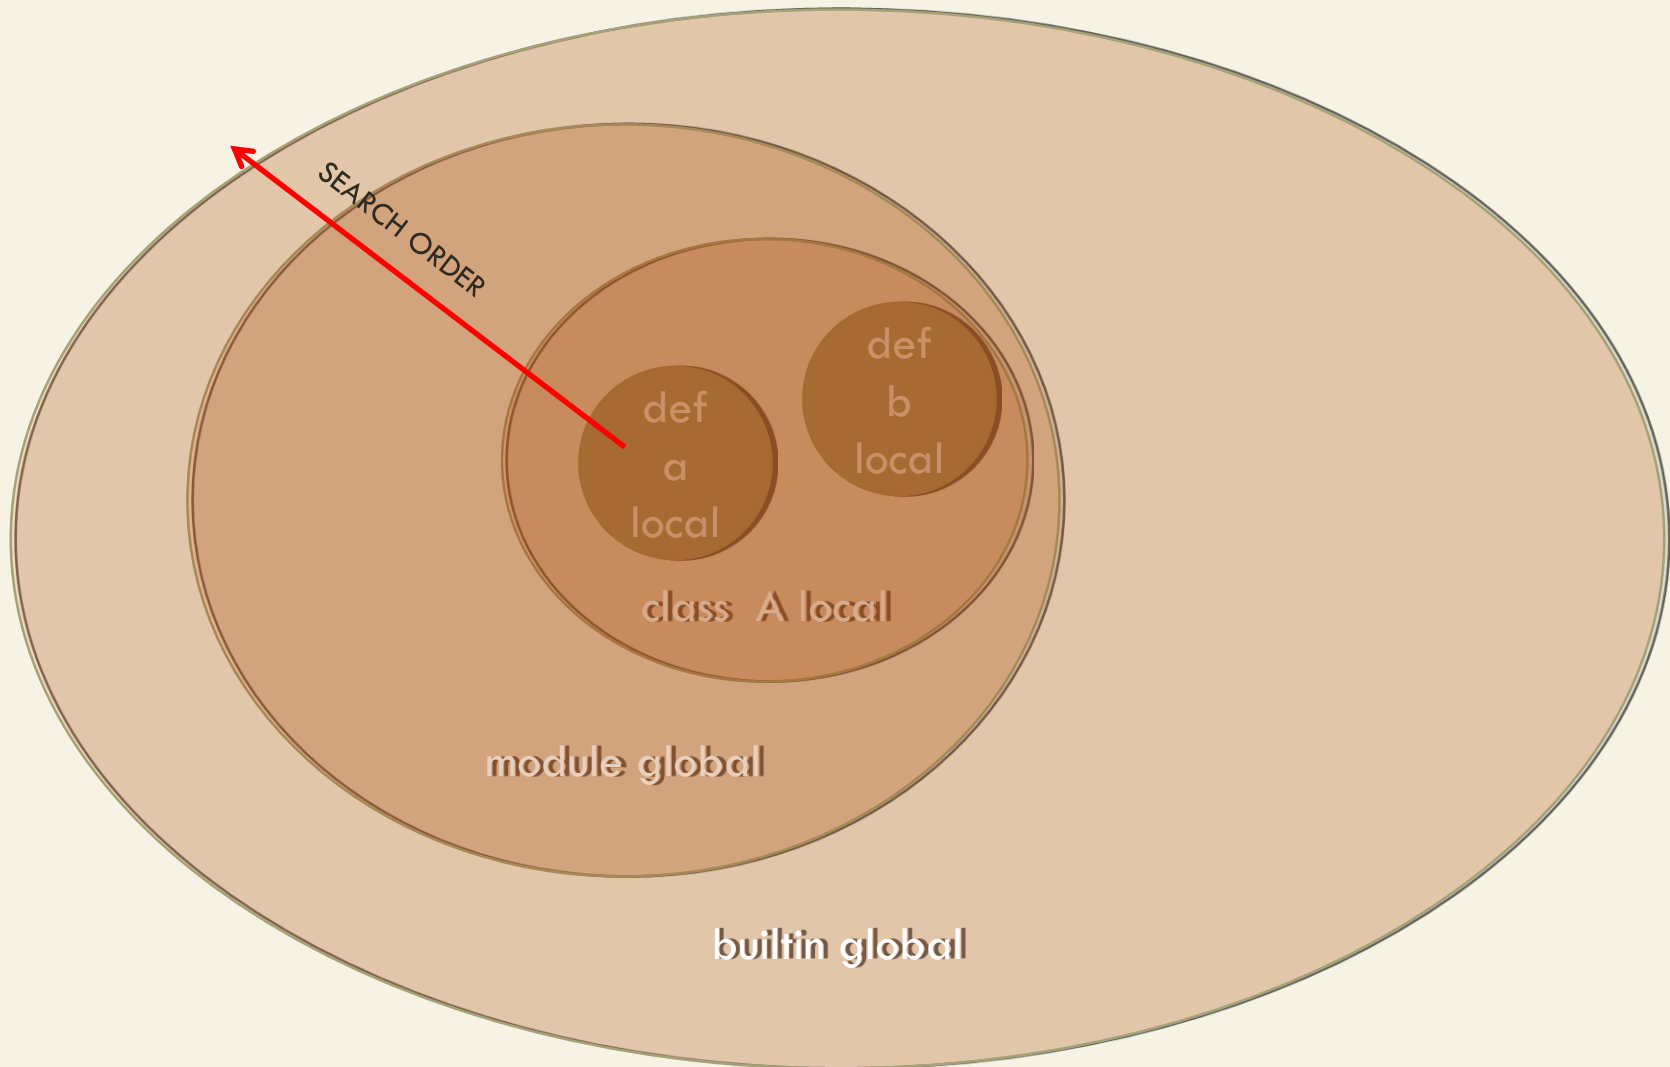 SEARCH ORDER
def
a
local
def
b
local
class A local
module global
builtin global